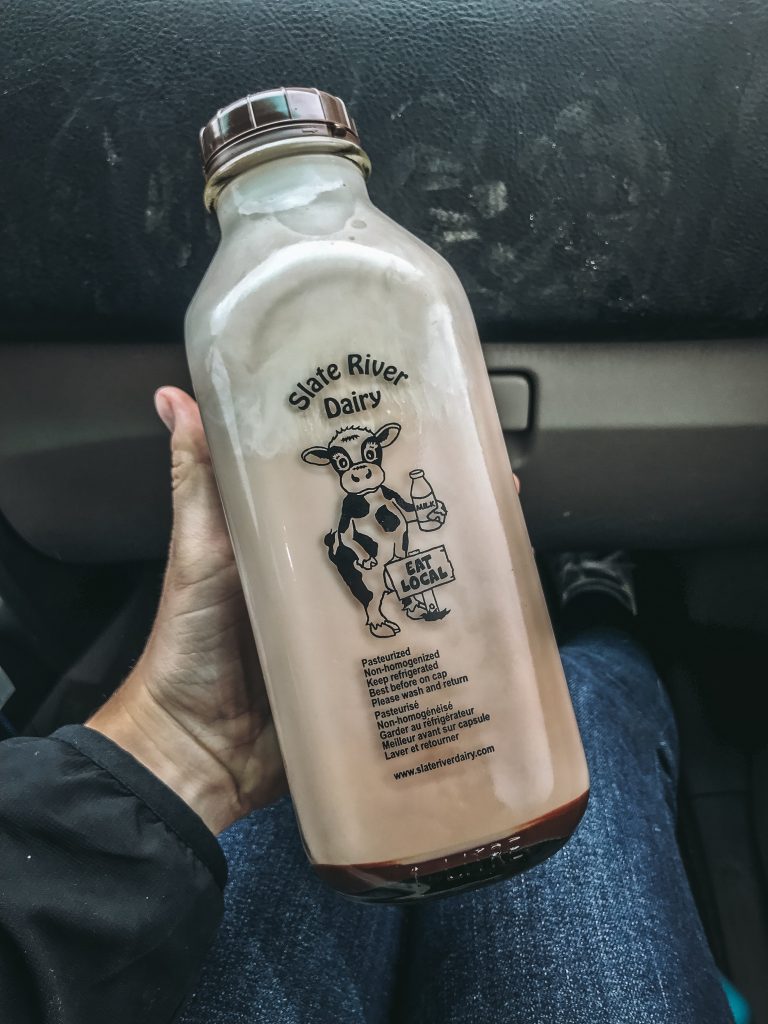 Slate River
Dairy
MILK
EAT
LOCAL
Pasteurized
Non-homogenized
Keep refrigerated
Best before on cap
Please wash and return
Pasteurisé
Non-homogénéisé
Garder au réfrigérateur
Meilleur avant sur capsule
Laver et retourner
www.slateriverdairy.com
LITRE